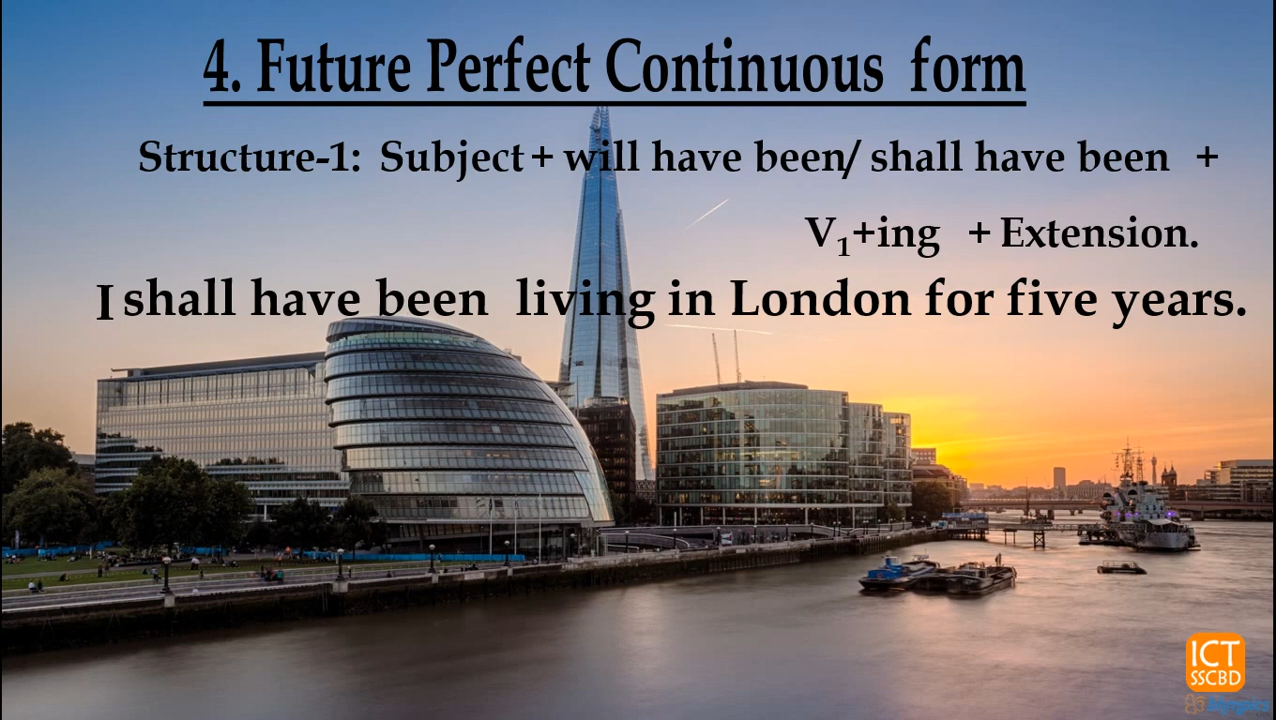 4. Future Perfect Continuous form
Structure-1: Subject + will have been/ shall have been +
V₁+ing + Extension.
I shall have been living in London for five years.
ICT
SSCBD